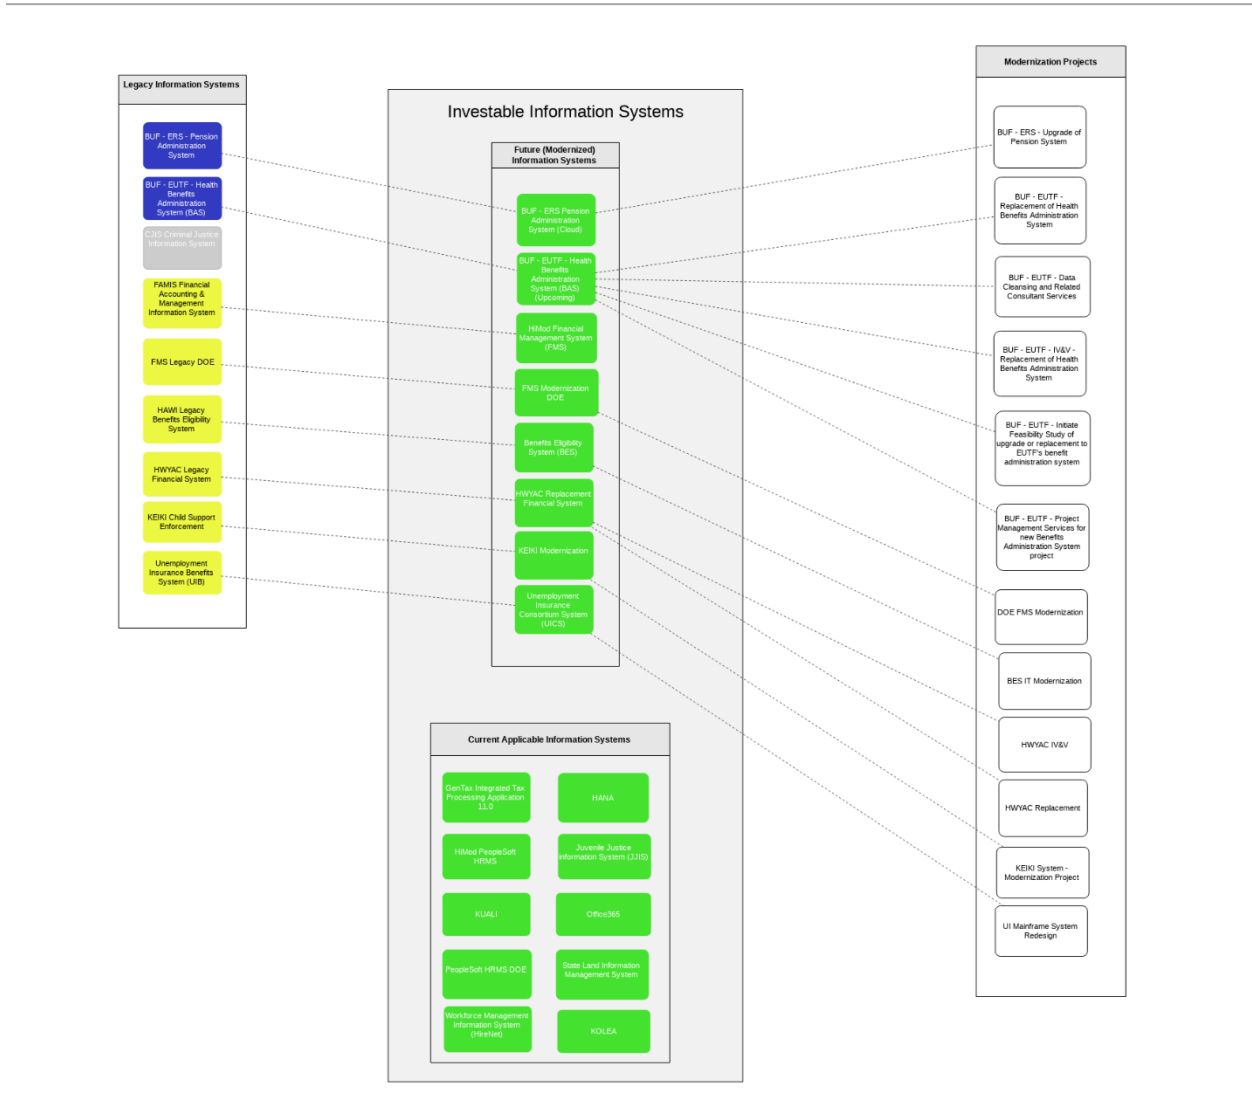 Legacy Information Systems
BUF - ERS - Pension
Administration
System
BUF - EUTF - Health
Benefits
Administration
System (BAS)
CJIS Criminal Justice
Information System
FAMIS Financial
Accounting &
Management
Information System
FMS Legacy DOE
HAWI Legacy
Benefits Eligibility
System
HWYAC Legacy
Financial System
KEIKI Child Support
Enforcement
Unemployment
Insurance Benefits
System (UIB)
Investable Information Systems
Future (Modernized)
Information Systems
BUF - ERS Pension
Administration
System (Cloud)
BUF - EUTF - Health
Benefits
Administration
System (BAS)
(Upcoming)
HiMod Financial
Management System
(FMS)
FMS Modernization
DOE
Benefits Eligibility
System (BES)
HWYAC Replacement
Financial System
KEIKI Modernization
Unemployment
Insurance
Consortium System
(UICS)
Current Applicable Information Systems
GenTax Integrated Tax
Processing Application
11.0
HANA
HiMod PeopleSoft
HRMS
Juvenile Justice
Information System (JJIS)
KUALI
Office365
PeopleSoft HRMS DOE
State Land Information
Management System
Workforce Management
Information System
(HireNet)
KOLEA
Modernization Projects
BUF - ERS - Upgrade of
Pension System
BUF - EUTF -
Replacement of Health
Benefits Administration
System
BUF - EUTF - Data
Cleansing and Related
Consultant Services
BUF - EUTF - IV&V -
Replacement of Health
Benefits Administration
System
BUF - EUTF - Initiate
Feasibility Study of
upgrade or replacement to
EUTF's benefit
administration system
BUF - EUTF - Project
Management Services for
new Benefits
Administration System
project
DOE FMS Modernization
BES IT Modernization
HWYAC IV&V
HWYAC Replacement
KEIKI System -
Modernization Project
UI Mainframe System
Redesign